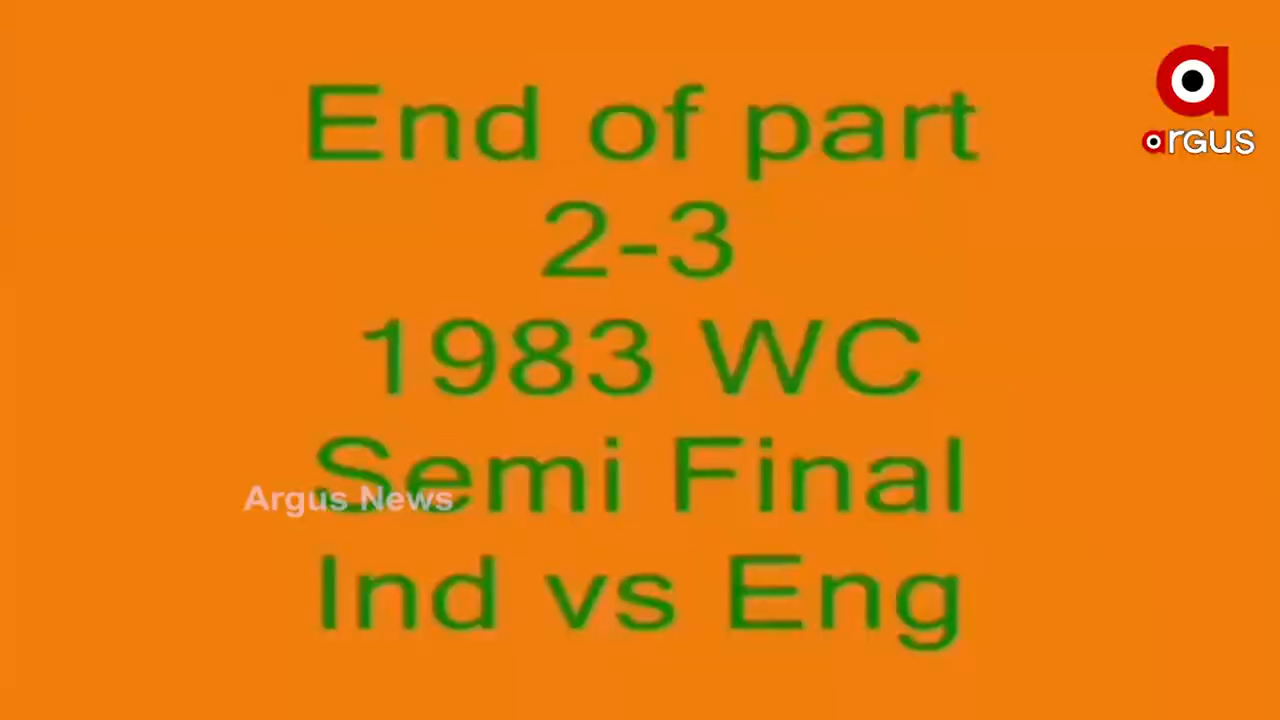 End of part
2-3
1983 WC
Semi Final
Ind vs Eng
Argus News
argus